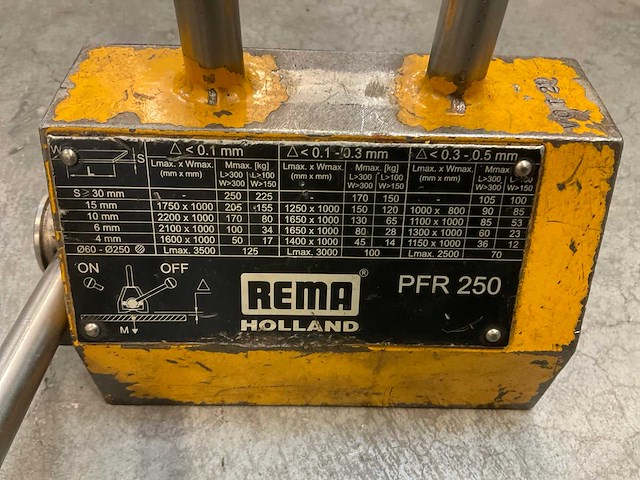 △ < 0.1 mm △ < 0.1 - 0.3 mm △ < 0.3 - 0.5 mm
W S L Lmax. x Wmax. (mm x mm) Mmax. [kg] L>300 W>300 L>100 W>150 Lmax. x Wmax. (mm x mm) Mmax. [kg] L>300 W>300 L>100 W>150 Lmax. x Wmax. (mm x mm) Mmax. [kg] L>300 W>300 L>100 W>150
S ≥ 30 mm - 250 225 - 170 150 - 105 100
15 mm 1750 x 1000 205 155 1250 x 1000 150 120 1000 x 800 90 85
10 mm 2200 x 1000 170 80 1650 x 1000 130 65 1100 x 1000 85 53
6 mm 2100 x 1000 100 34 1650 x 1000 80 28 1300 x 1000 60 23
4 mm 1600 x 1000 50 17 1400 x 1000 45 14 1150 x 1000 36 12
Ø60 - Ø250 Lmax. 3500 125 Lmax. 3000 100 Lmax. 2500 70
ON OFF
△
M
REMA®
HOLLAND
PFR 250